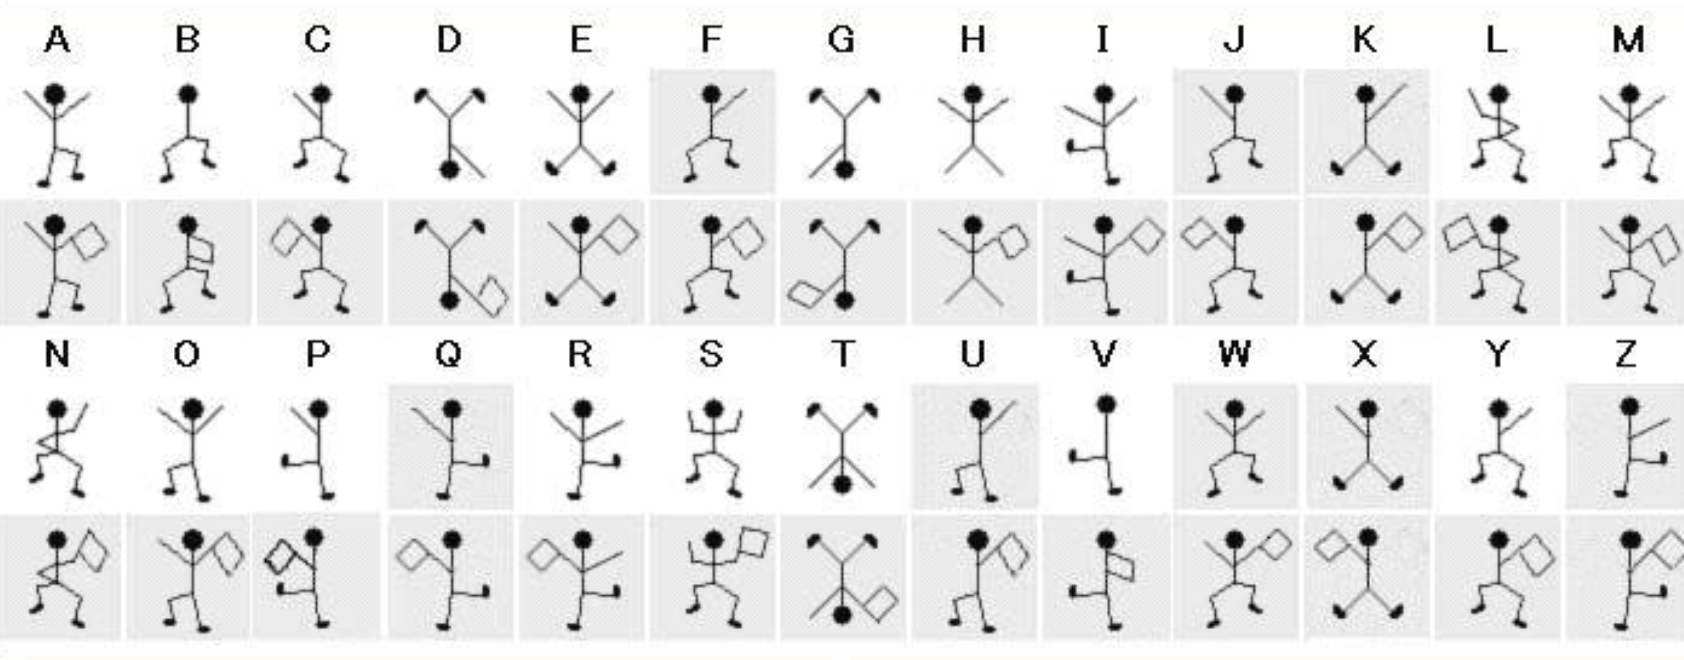 A B C D E F G H I J K L M
N O P Q R S T U V W X Y Z